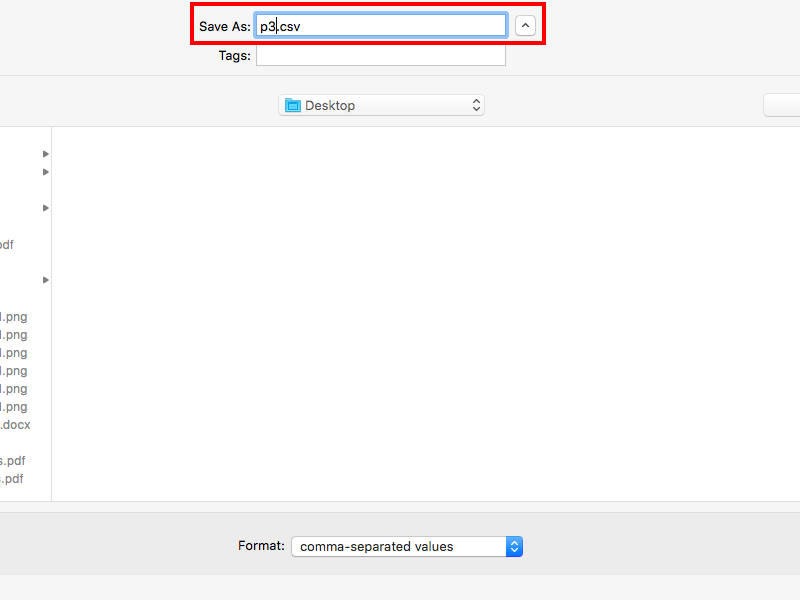 Save As: p3.csv
Tags:
Desktop
.png
.png
.png
.png
.png
.png
.docx
s.pdf
.pdf
Format: comma-separated values